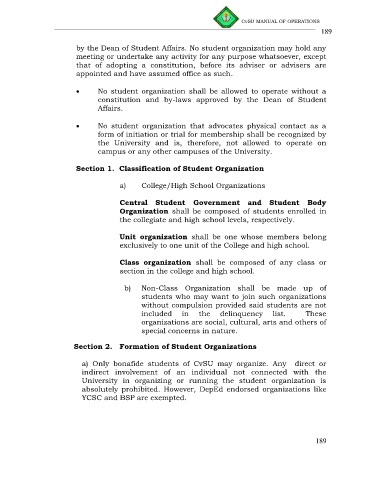 CvSU MANUAL OF OPERATIONS
189
by the Dean of Student Affairs. No student organization may hold any
meeting or undertake any activity for any purpose whatsoever, except
that of adopting a constitution, before its adviser or advisers are
appointed and have assumed office as such.
• No student organization shall be allowed to operate without a
constitution and by-laws approved by the Dean of Student
Affairs.
• No student organization that advocates physical contact as a
form of initiation or trial for membership shall be recognized by
the University and is, therefore, not allowed to operate on
campus or any other campuses of the University.
Section 1. Classification of Student Organization
a) College/High School Organizations
Central Student Government and Student Body
Organization shall be composed of students enrolled in
the collegiate and high school levels, respectively.
Unit organization shall be one whose members belong
exclusively to one unit of the College and high school.
Class organization shall be composed of any class or
section in the college and high school.
b) Non-Class Organization shall be made up of
students who may want to join such organizations
without compulsion provided said students are not
included in the delinquency list. These
organizations are social, cultural, arts and others of
special concerns in nature.
Section 2. Formation of Student Organizations
a) Only bonafide students of CvSU may organize. Any direct or
indirect involvement of an individual not connected with the
University in organizing or running the student organization is
absolutely prohibited. However, DepEd endorsed organizations like
YCSC and BSP are exempted.
189